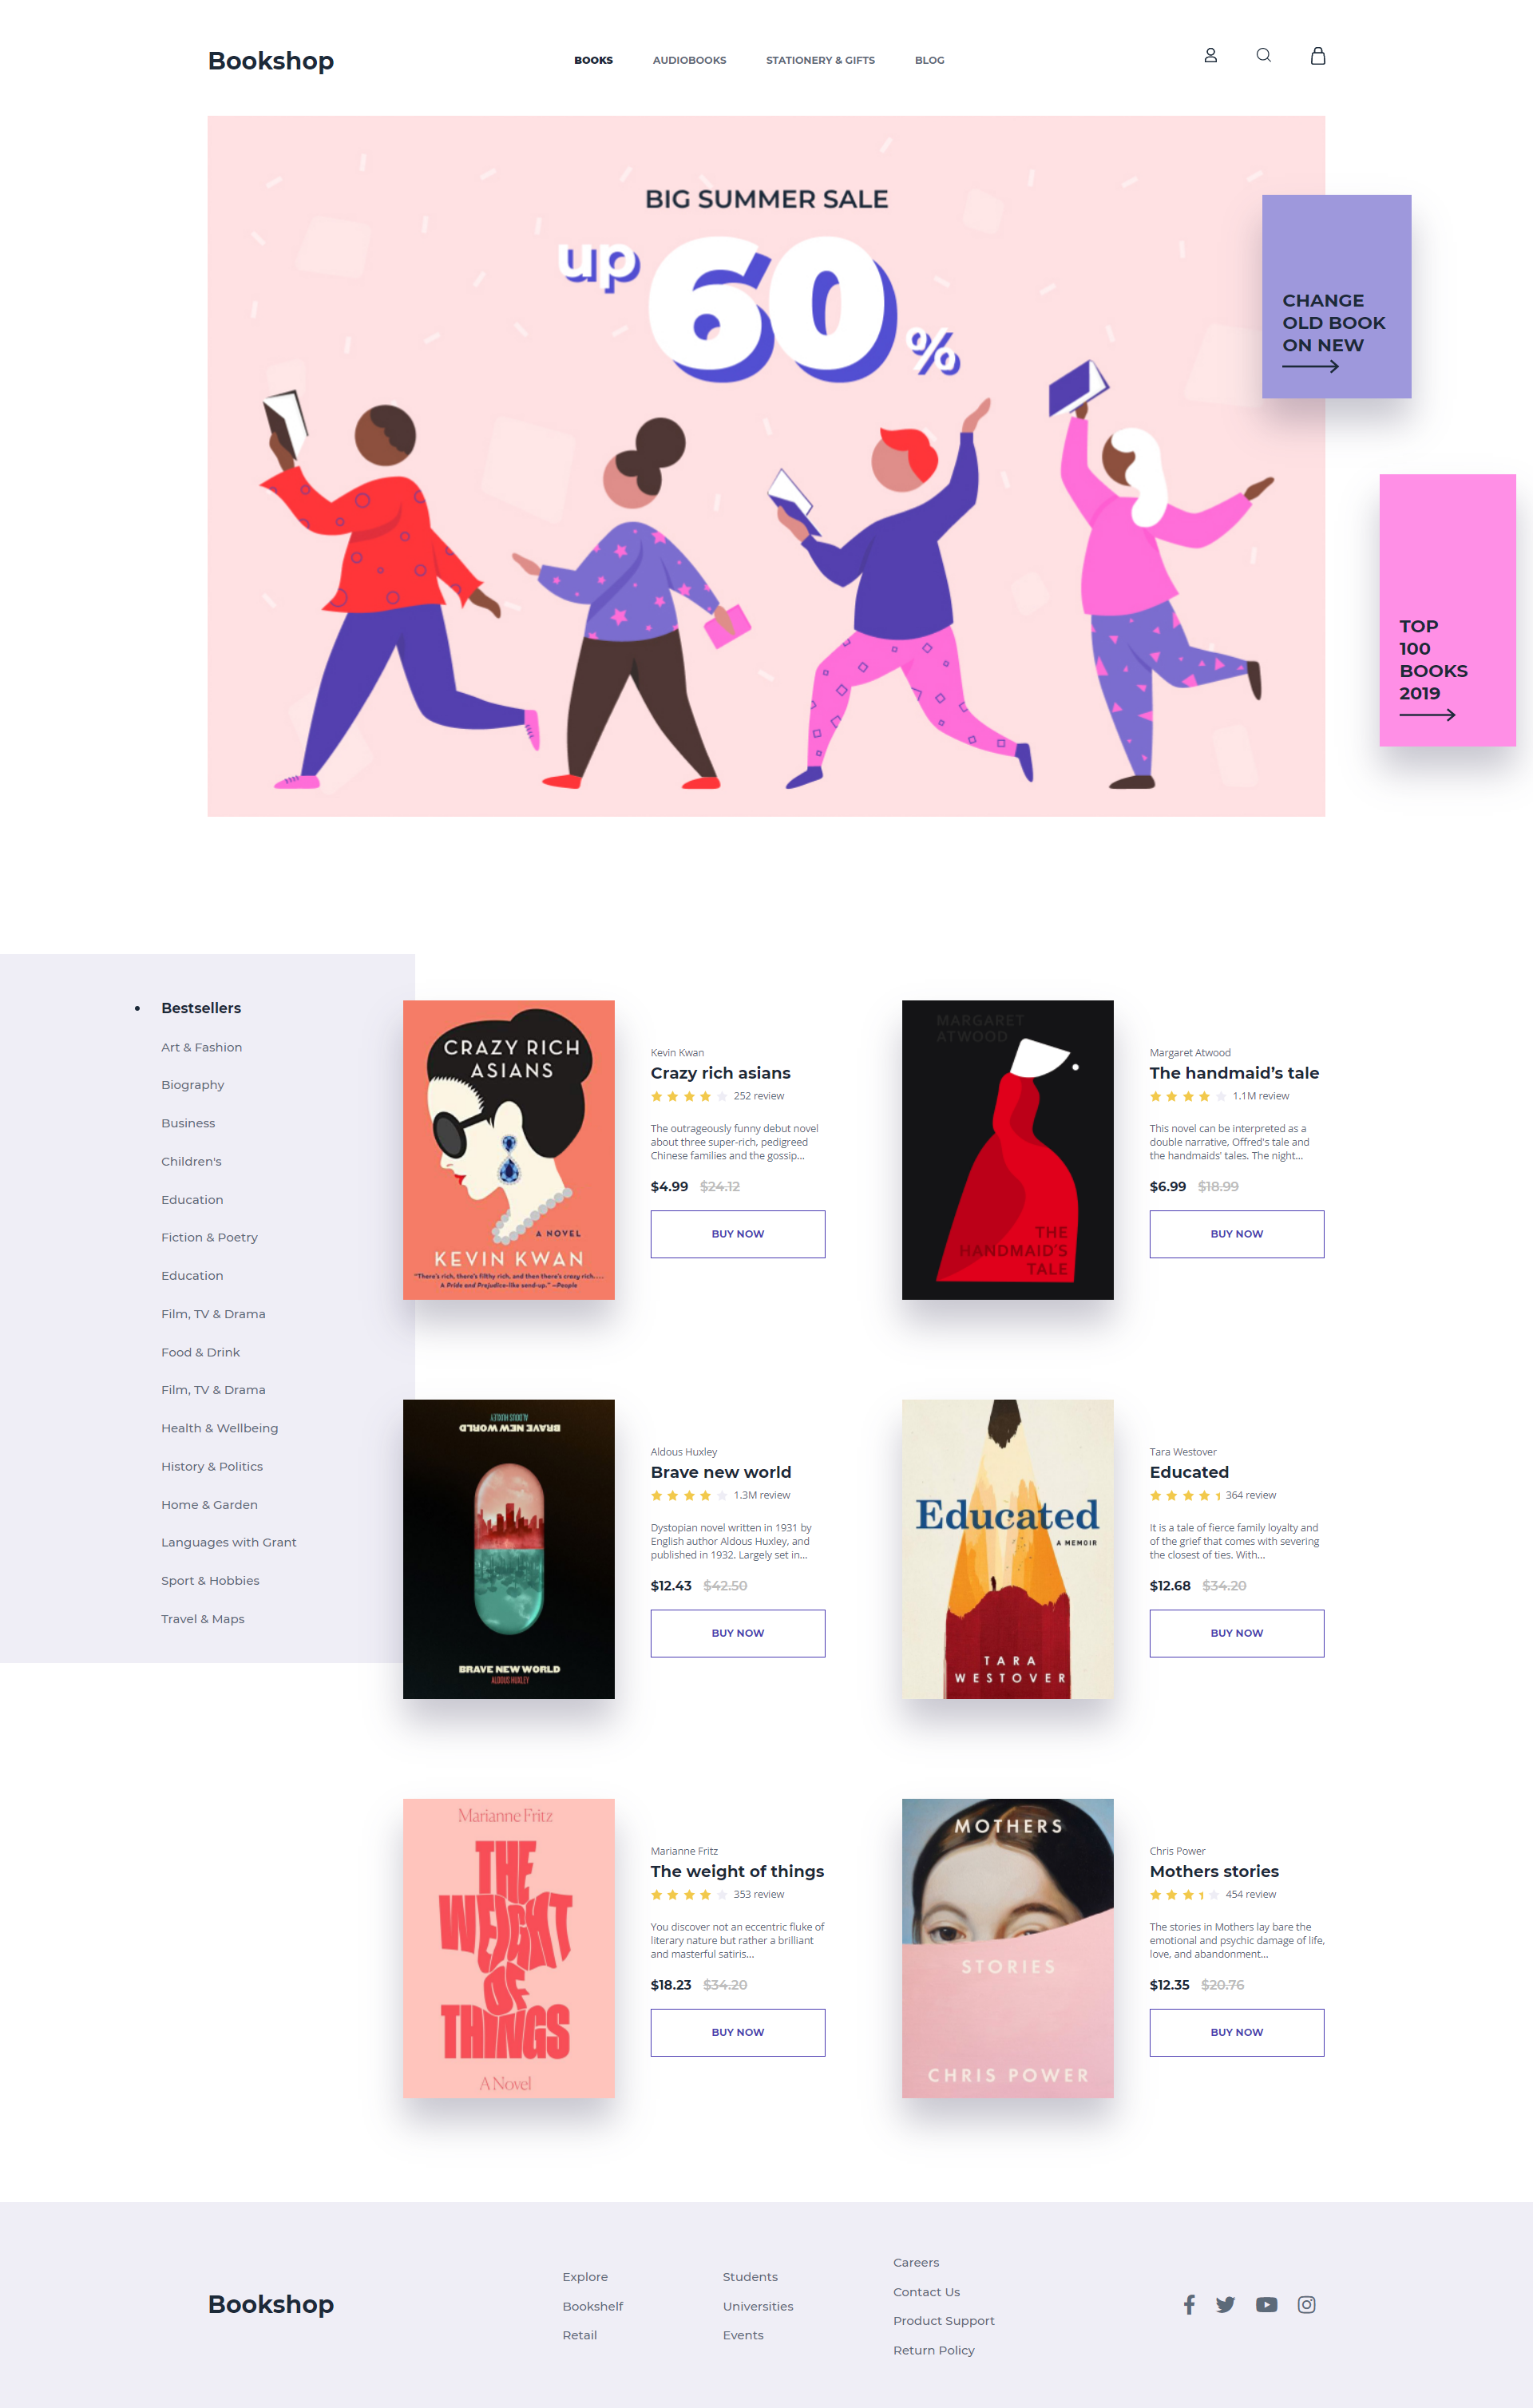 Bookshop
BOOKS
AUDIOBOOKS
STATIONERY & GIFTS
BLOG
BIG SUMMER SALE
up 60 %
CHANGE
OLD BOOK
ON NEW
TOP
100
BOOKS
2019
Bestsellers
Art & Fashion
Biography
Business
Children's
Education
Fiction & Poetry
Education
Film, TV & Drama
Food & Drink
Film, TV & Drama
Health & Wellbeing
History & Politics
Home & Garden
Languages with Grant
Sport & Hobbies
Travel & Maps
CRAZY RICH
ASIANS
A NOVEL
KEVIN KWAN
"There's rich, there's filthy rich, and then there's crazy rich....
A Pride and Prejudice-like send-up." —People
Kevin Kwan
Crazy rich asians
252 review
The outrageously funny debut novel
about three super-rich, pedigreed
Chinese families and the gossip...
$4.99 $24.12
BUY NOW
MARGARET
ATWOOD
THE
HANDMAID'S
TALE
Margaret Atwood
The handmaid’s tale
1.1M review
This novel can be interpreted as a
double narrative, Offred's tale and
the handmaids' tales. The night...
$6.99 $18.99
BUY NOW
ALDOUS HUXLEY
BRAVE NEW WORLD
BRAVE NEW WORLD
ALDOUS HUXLEY
Aldous Huxley
Brave new world
1.3M review
Dystopian novel written in 1931 by
English author Aldous Huxley, and
published in 1932. Largely set in...
$12.43 $42.50
BUY NOW
Educated
A MEMOIR
TARA
WESTOVER
Tara Westover
Educated
364 review
It is a tale of fierce family loyalty and
of the grief that comes with severing
the closest of ties. With...
$12.68 $34.20
BUY NOW
Marianne Fritz
THE
WEIGHT
OF
THINGS
A Novel
Marianne Fritz
The weight of things
353 review
You discover not an eccentric fluke of
literary nature but rather a brilliant
and masterful satiris...
$18.23 $34.20
BUY NOW
MOTHERS
STORIES
CHRIS POWER
Chris Power
Mothers stories
454 review
The stories in Mothers lay bare the
emotional and psychic damage of life,
love, and abandonment...
$12.35 $20.76
BUY NOW
Bookshop
Explore
Bookshelf
Retail
Students
Universities
Events
Careers
Contact Us
Product Support
Return Policy